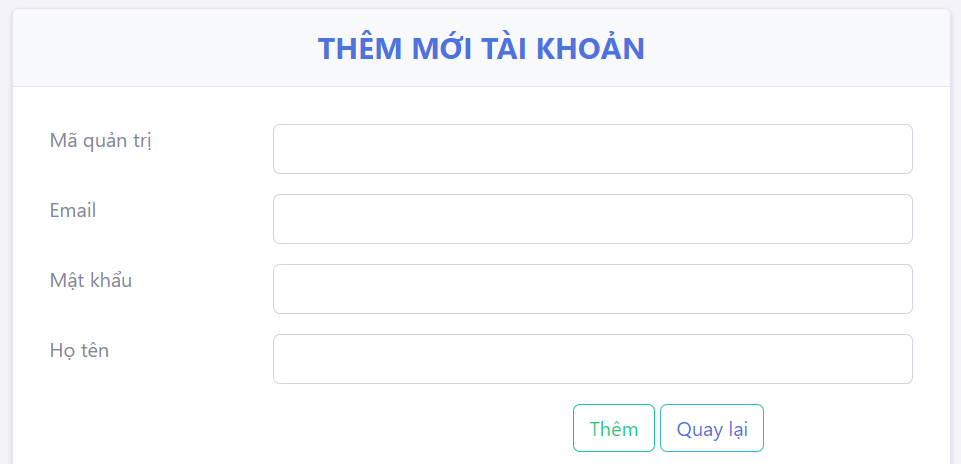 THÊM MỚI TÀI KHOẢN
Mã quản trị
Email
Mật khẩu
Họ tên
Thêm Quay lại